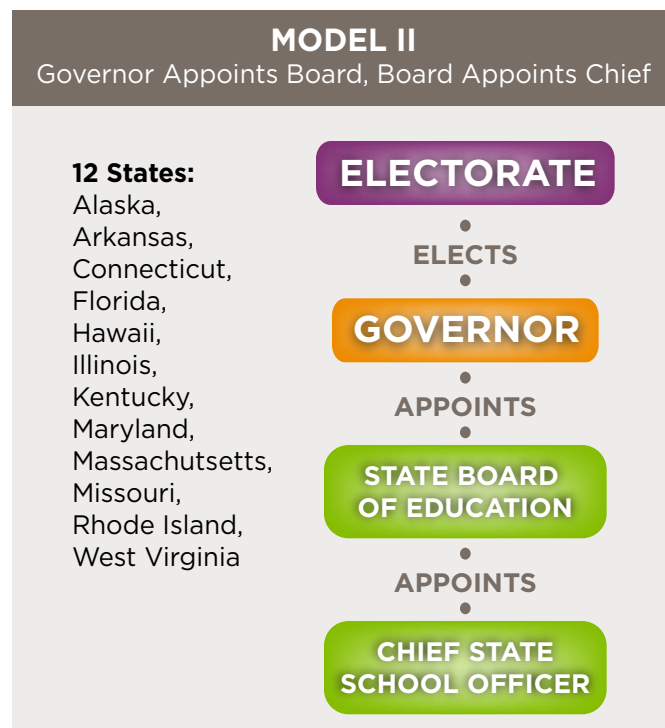 MODEL II
Governor Appoints Board, Board Appoints Chief
12 States:
Alaska,
Arkansas,
Connecticut,
Florida,
Hawaii,
Illinois,
Kentucky,
Maryland,
Massachutsetts,
Missouri,
Rhode Island,
West Virginia
ELECTORATE
ELECTS
GOVERNOR
APPOINTS
STATE BOARD
OF EDUCATION
APPOINTS
CHIEF STATE
SCHOOL OFFICER